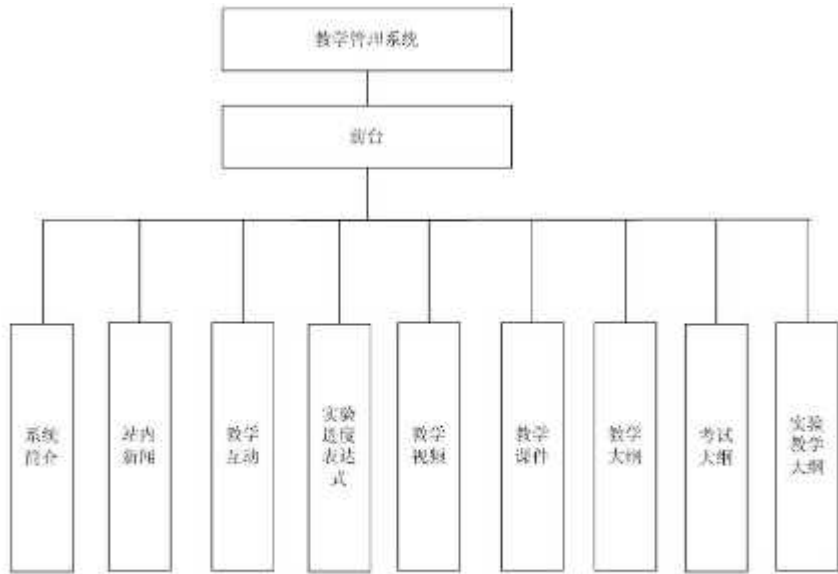 教学管理系统
前台
系统
简介
站内
新闻
教学
互动
实验
进度
表达
式
教学
视频
教学
课件
教学
大纲
考试
大纲
实验
教学
大纲